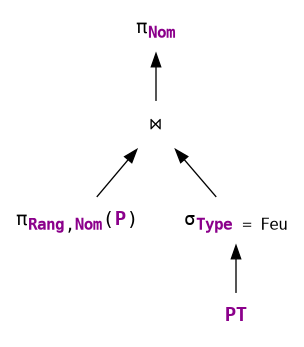 πNom
⋈
πRang,Nom(P)
σType = Feu
PT